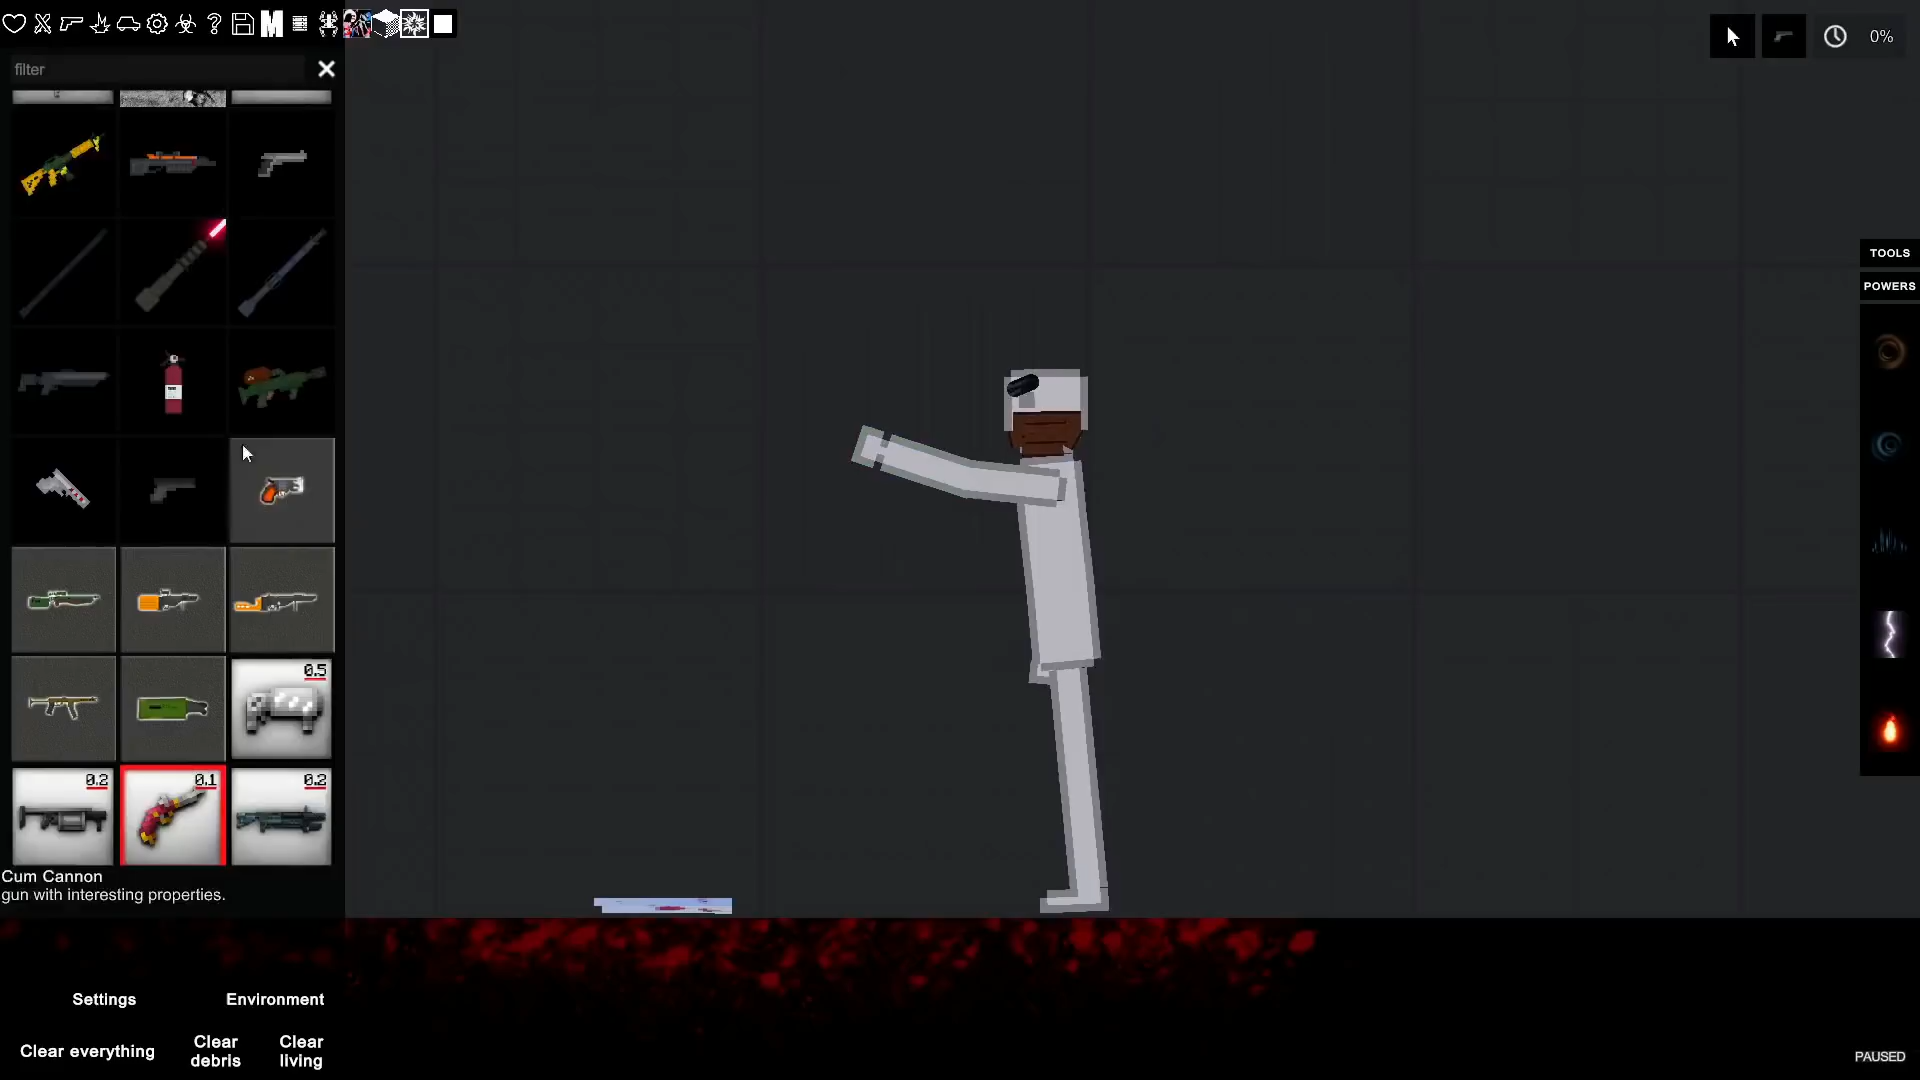 0%
filter
TOOLS
POWERS
0.5
0.2
0.1
0.2
Cum Cannon
gun with interesting properties.
Settings
Environment
Clear everything
Clear debris
Clear living
PAUSED